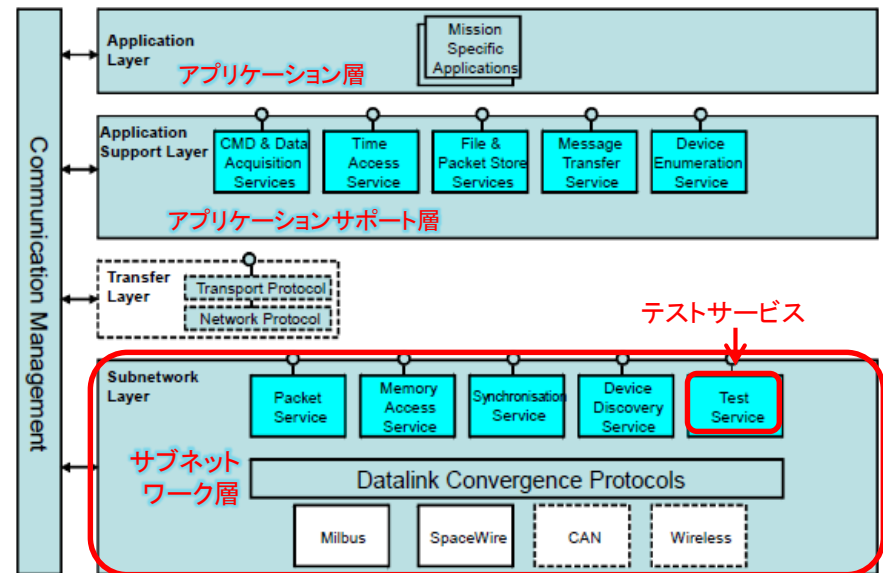 Communication Management
Application
Layer
アプリケーション層
Mission
Specific
Applications
Application
Support Layer
CMD & Data
Acquisition
Services
Time
Access
Service
File &
Packet Store
Services
Message
Transfer
Service
Device
Enumeration
Service
アプリケーションサポート層
Transfer
Layer
Transport Protocol
Network Protocol
テストサービス
Subnetwork
Layer
Packet
Service
Memory
Access
Service
Synchronisation
Service
Device
Discovery
Service
Test
Service
サブネット
ワーク層
Datalink Convergence Protocols
Milbus
SpaceWire
CAN
Wireless